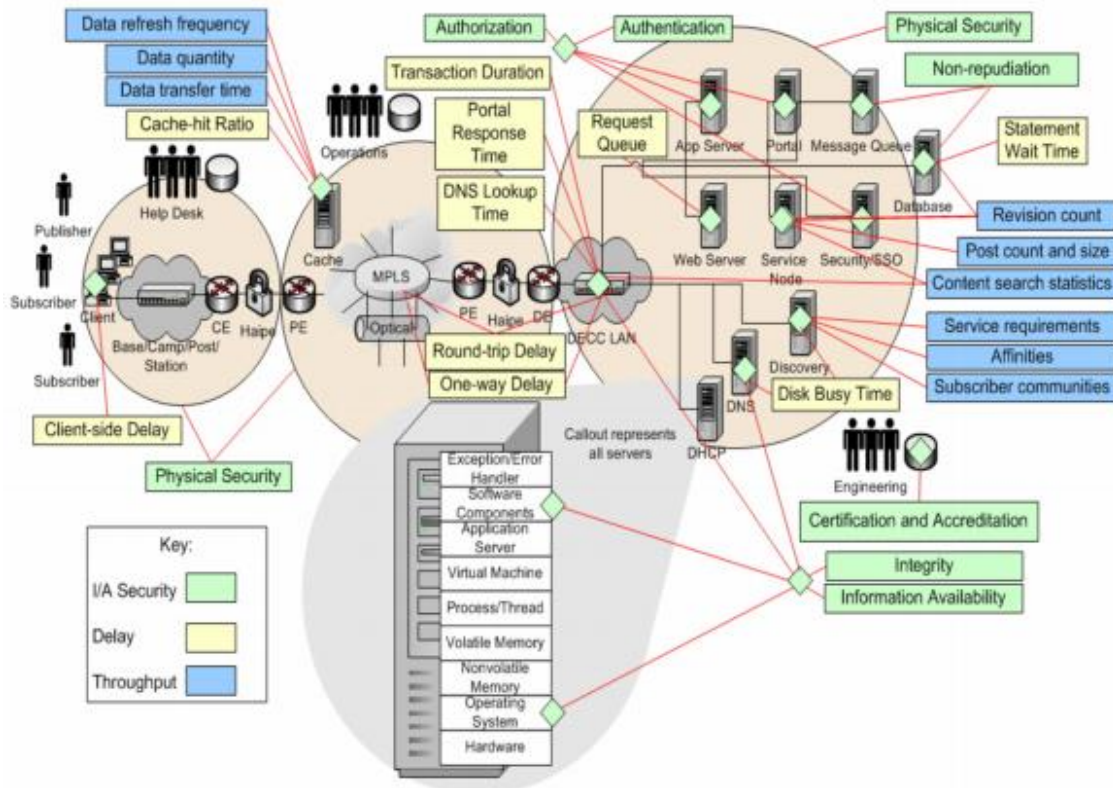 Data refresh frequency
Data quantity
Data transfer time
Cache-hit Ratio
Help Desk
Publisher
Subscriber
Subscriber
Client
Base/Camp/Post/
Station
CE
Haipe
PE
Client-side Delay
Physical Security
Operations
Cache
MPLS
Optical
PE
Haipe
Transaction Duration
Portal
Response
Time
DNS Lookup
Time
Round-trip Delay
One-way Delay
DECC LAN
Authorization
Authentication
Physical Security
Non-repudiation
Request
Queue
App Server
Portal
Message Queue
Statement
Wait Time
Database
Web Server
Service
Node
Security/SSO
Revision count
Post count and size
Content search statistics
Service requirements
Affinities
Subscriber communities
Discovery
DNS
Disk Busy Time
DHCP
Callout represents
all servers
Engineering
Certification and Accreditation
Integrity
Information Availability
Exception/Error
Handler
Software
Components
Application
Server
Virtual Machine
Process/Thread
Volatile Memory
Nonvolatile
Memory
Operating
System
Hardware
Key:
I/A Security
Delay
Throughput